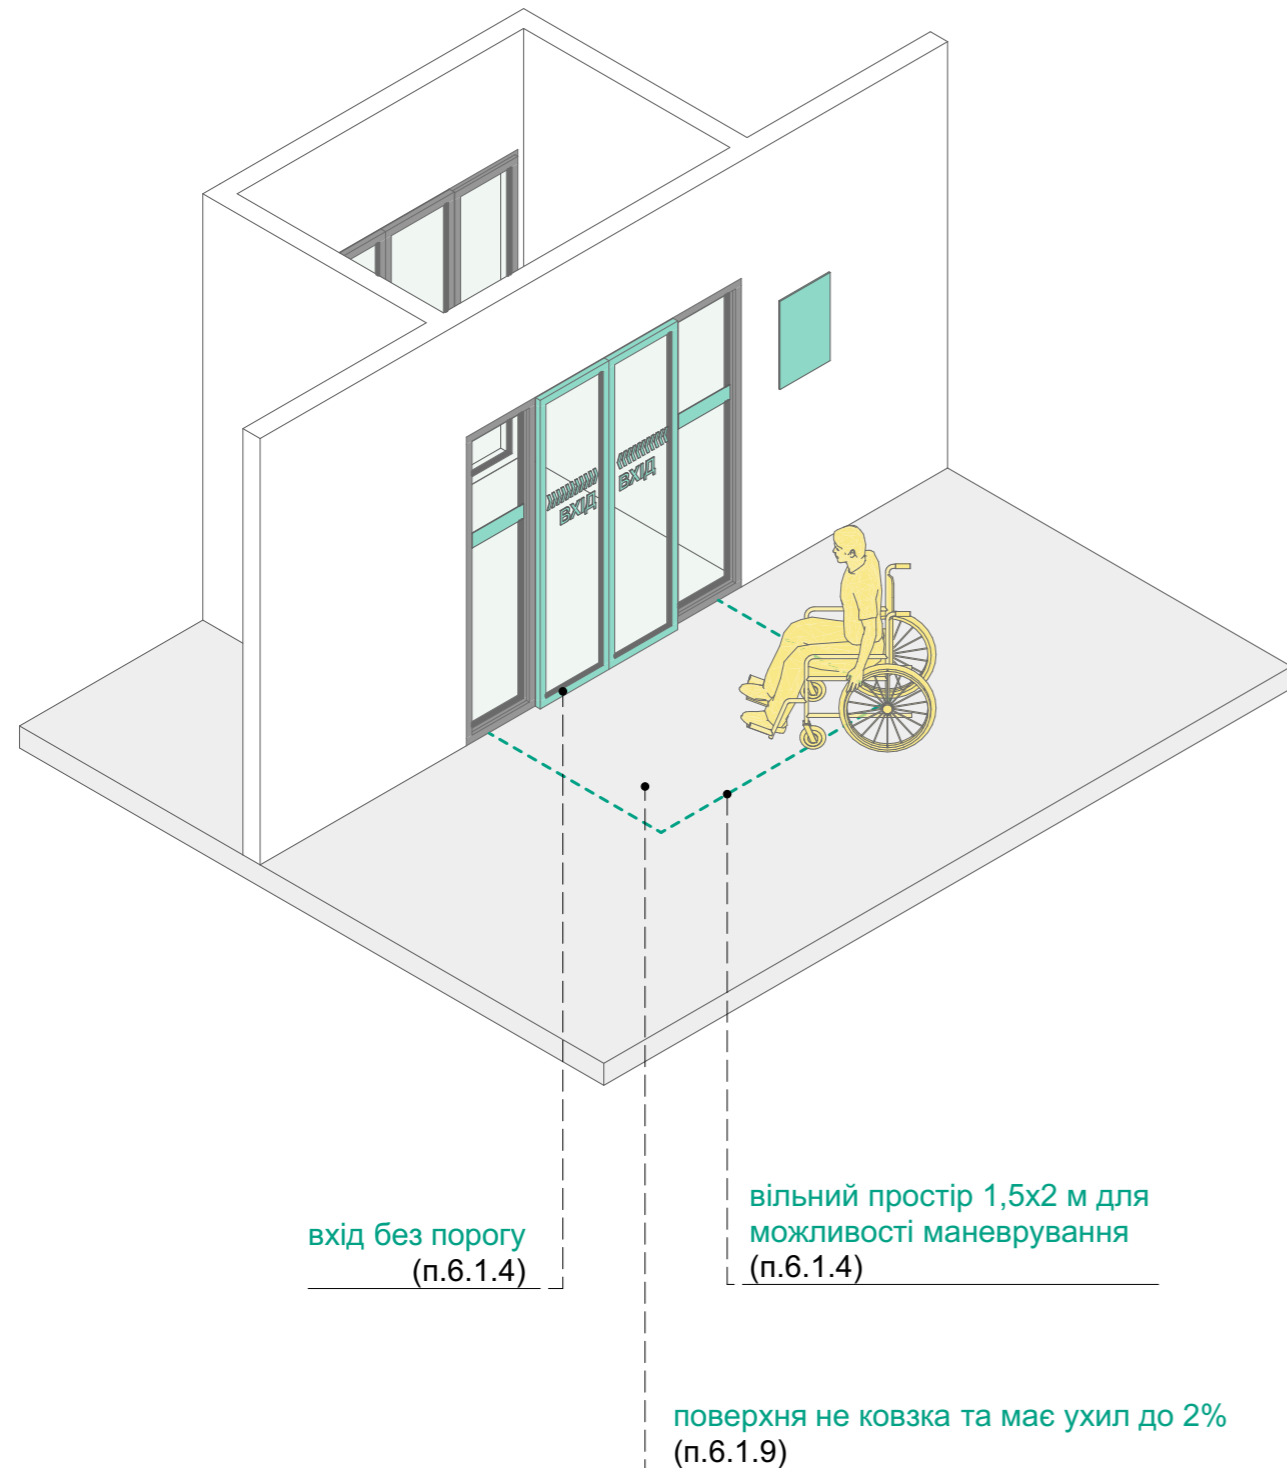 ВХІД
ВХІД
вхід без порогу
(п.6.1.4)
вільний простір 1,5х2 м для
можливості маневрування
(п.6.1.4)
поверхня не ковзка та має ухил до 2%
(п.6.1.9)